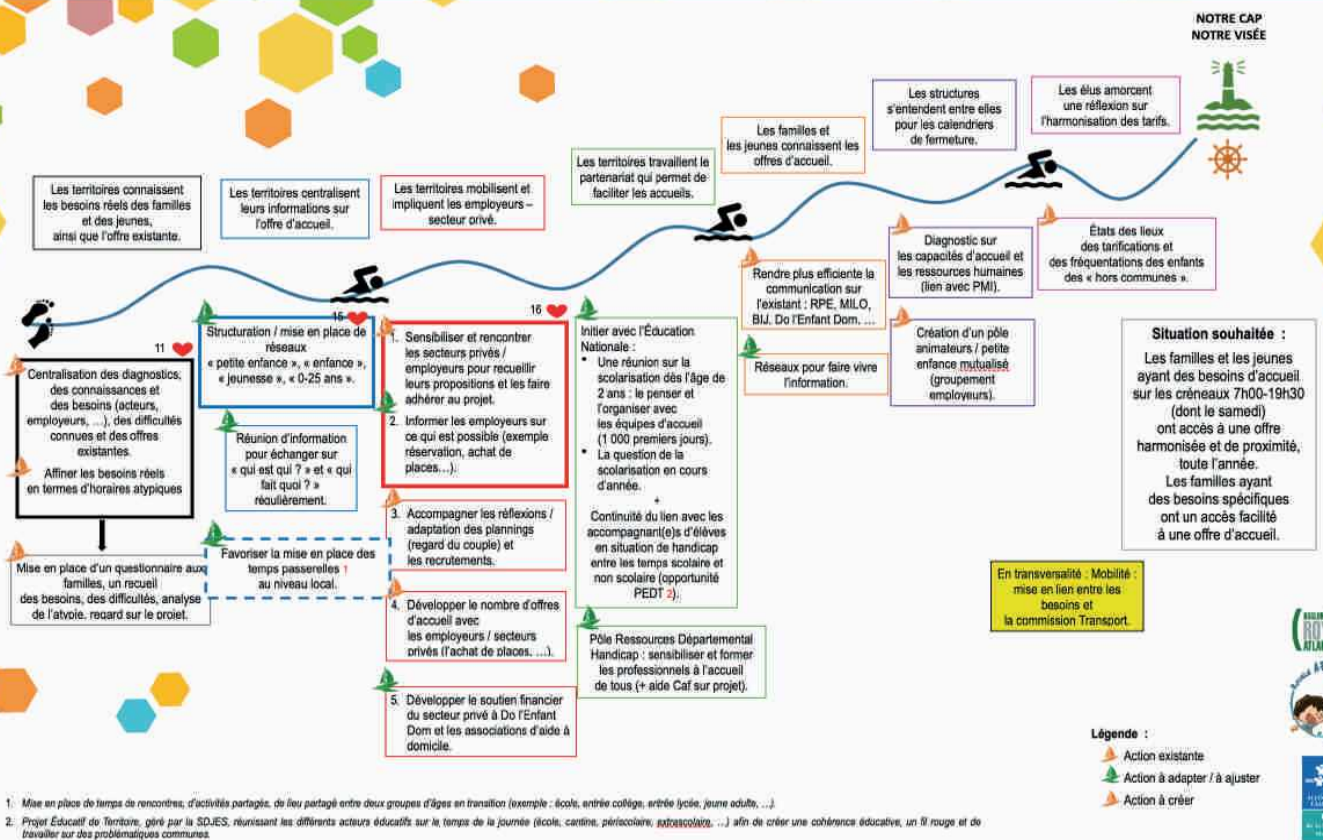 NOTRE CAP
NOTRE VISÉE
Les territoires connaissent
les besoins réels des familles
et des jeunes,
ainsi que l'offre existante.
Les territoires centralisent
leurs informations sur
l'offre d'accueil.
Les territoires mobilisent et
impliquent les employeurs –
secteur privé.
Les territoires travaillent le
partenariat qui permet de
faciliter les accueils.
Les familles et
les jeunes connaissent les
offres d'accueil.
Les structures
s'entendent entre elles
pour les calendriers
de fermeture.
Les élus amorcent
une réflexion sur
l'harmonisation des tarifs.
11
Centralisation des diagnostics,
des connaissances et
des besoins (acteurs,
employeurs, ...), des difficultés
connues et des offres
existantes.
Affiner les besoins réels
en termes d'horaires atypiques
Mise en place d'un questionnaire aux
familles, un recueil
des besoins, des difficultés, analyse
de l'atypie, regard sur le projet.
15
Structuration / mise en place de
réseaux
« petite enfance », « enfance »,
« jeunesse », « 0-25 ans ».
Réunion d'information
pour échanger sur
« qui est qui ? » et « qui
fait quoi ? »
régulièrement.
Favoriser la mise en place des
temps passerelles 1
au niveau local.
16
1. Sensibiliser et rencontrer
les secteurs privés /
employeurs pour recueillir
leurs propositions et les faire
adhérer au projet.
2. Informer les employeurs sur
ce qui est possible (exemple
réservation, achat de
places...).
3. Accompagner les réflexions /
adaptation des plannings
(regard du couple) et
les recrutements.
4. Développer le nombre d'offres
d'accueil avec
les employeurs / secteurs
privés (l'achat de places, ...).
5. Développer le soutien financier
du secteur privé à Do l'Enfant
Dom et les associations d'aide à
domicile.
Initier avec l'Éducation
Nationale :
• Une réunion sur la
scolarisation dès l'âge de
2 ans : le penser et
l'organiser avec
les équipes d'accueil
(1 000 premiers jours).
• La question de la
scolarisation en cours
d'année.
+
Continuité du lien avec les
accompagnant(e)s d'élèves
en situation de handicap
entre les temps scolaire et
non scolaire (opportunité
PEDT 2).
Pôle Ressources Départemental
Handicap : sensibiliser et former
les professionnels à l'accueil
de tous (+ aide Caf sur projet).
Rendre plus efficiente la
communication sur
l'existant : RPE, MILO,
BIJ, Do l'Enfant Dom, ...
Réseaux pour faire vivre
l'information.
Diagnostic sur
les capacités d'accueil et
les ressources humaines
(lien avec PMI).
Création d'un pôle
animateurs / petite
enfance mutualisé
(groupement
employeurs).
États des lieux
des tarifications et
des fréquentations des enfants
des « hors communes ».
Situation souhaitée :
Les familles et les jeunes
ayant des besoins d'accueil
sur les créneaux 7h00-19h30
(dont le samedi)
ont accès à une offre
harmonisée et de proximité,
toute l'année.
Les familles ayant
des besoins spécifiques
ont un accès facilité
à une offre d'accueil.
En transversalité : Mobilité :
mise en lien entre les
besoins et
la commission Transport.
Légende :
Action existante
Action à adapter / à ajuster
Action à créer
1. Mise en place de temps de rencontres, d'activités partagés, de lieu partagé entre deux groupes d'âges en transition (exemple : école, entrée collège, entrée lycée, jeune adulte, ...).
2. Projet Éducatif de Territoire, géré par la SDJES, réunissant les différents acteurs éducatifs sur le temps de la journée (école, cantine, périscolaire, extrascolaire, ...) afin de créer une cohérence éducative, un fil rouge et de
travailler sur des problématiques communes.